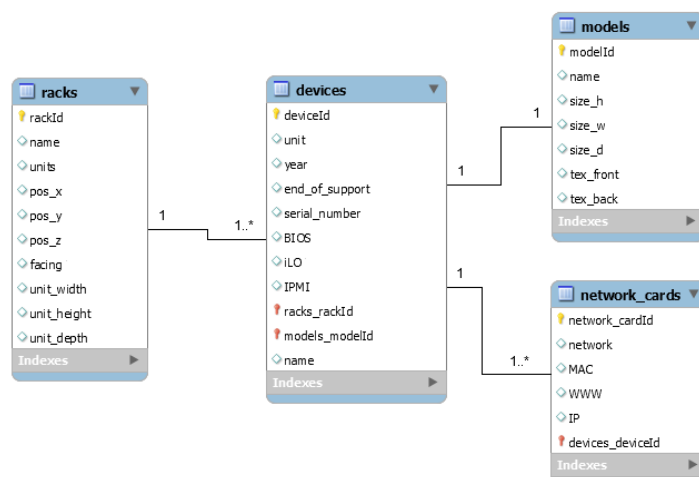 racks
rackId
name
units
pos_x
pos_y
pos_z
facing
unit_width
unit_height
unit_depth
Indexes
1
1..*
devices
deviceId
unit
year
end_of_support
serial_number
BIOS
iLO
IPMI
racks_rackId
models_modelId
name
Indexes
1
1
models
modelId
name
size_h
size_w
size_d
tex_front
tex_back
Indexes
1
1..*
network_cards
network_cardId
network
MAC
WWW
IP
devices_deviceId
Indexes